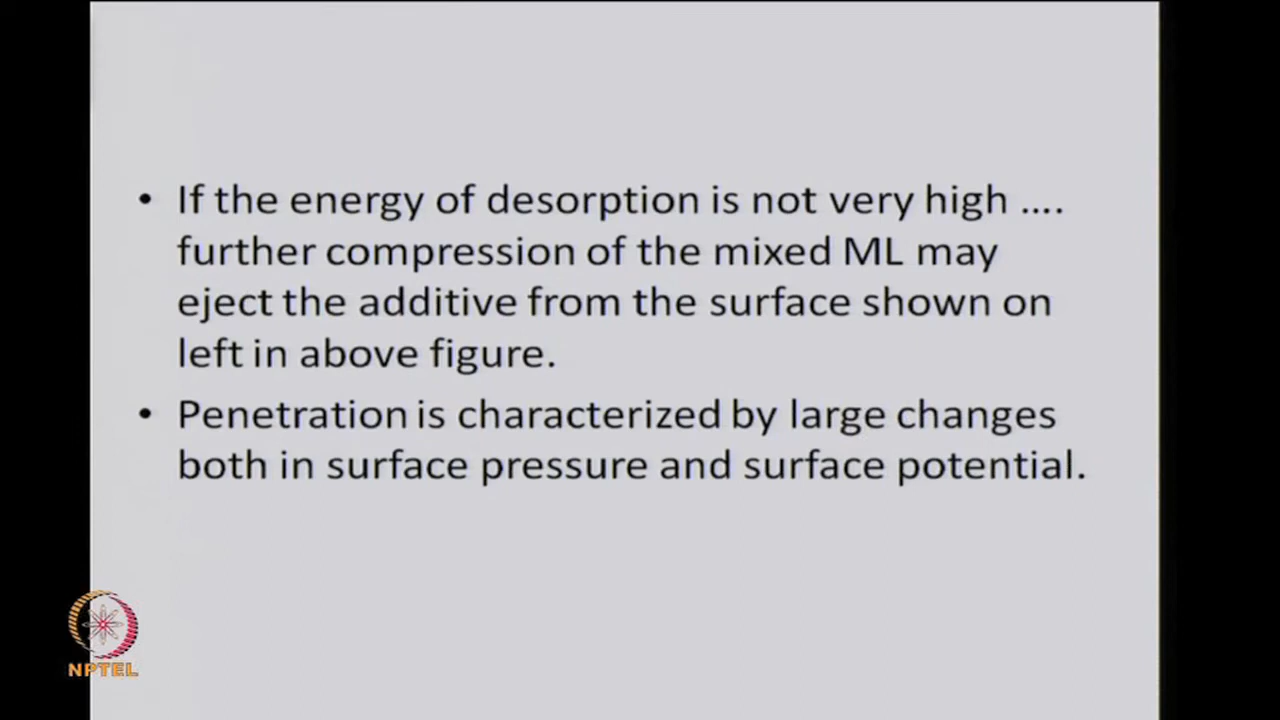 • If the energy of desorption is not very high ....
further compression of the mixed ML may
eject the additive from the surface shown on
left in above figure.
• Penetration is characterized by large changes
both in surface pressure and surface potential.
NPTEL